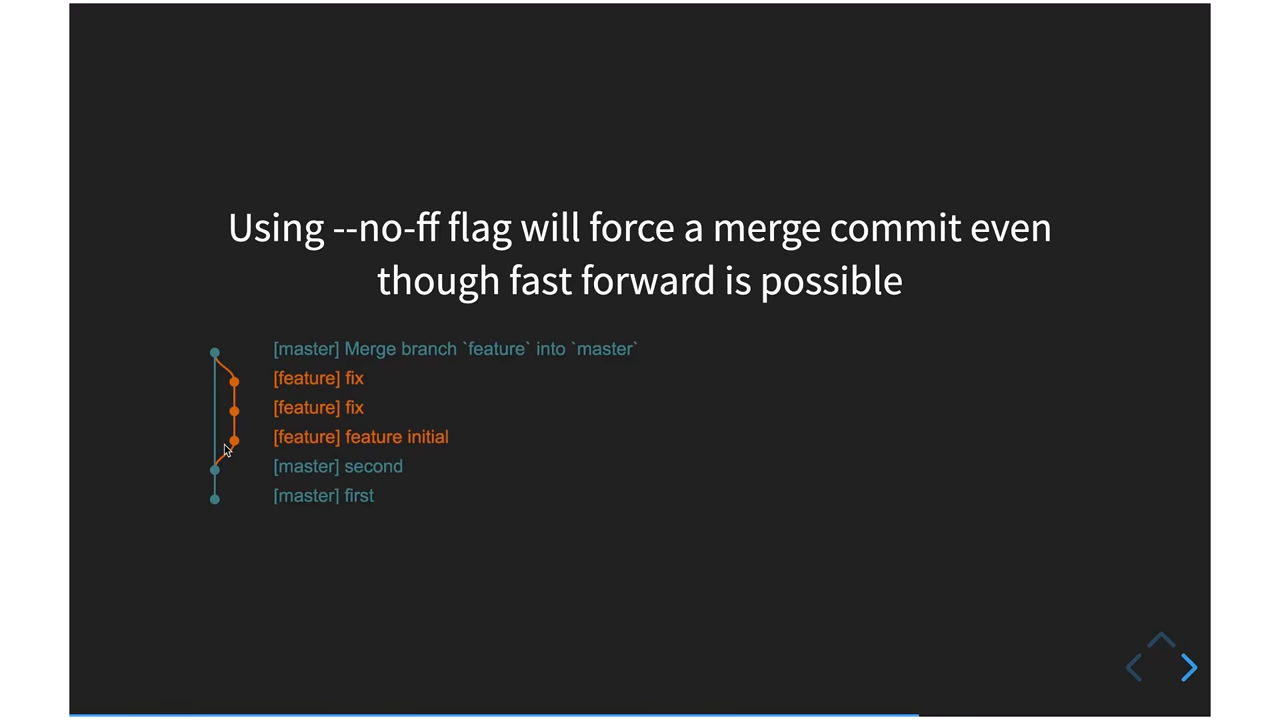 Using --no-ff flag will force a merge commit even
though fast forward is possible
[master] Merge branch `feature` into `master`
[feature] fix
[feature] fix
[feature] feature initial
[master] second
[master] first